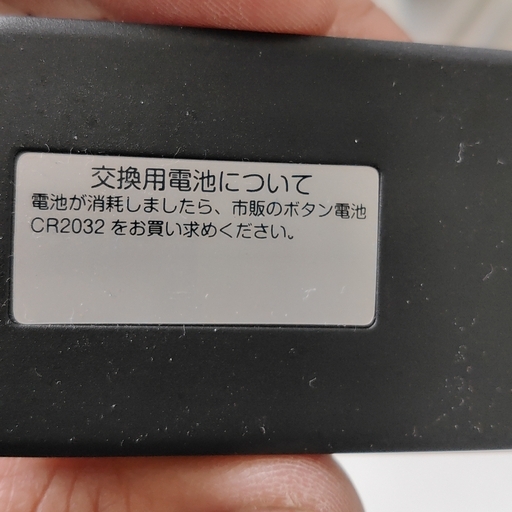 交換用電池について
電池が消耗しましたら、市販のボタン電池
CR2032 をお買い求めください。